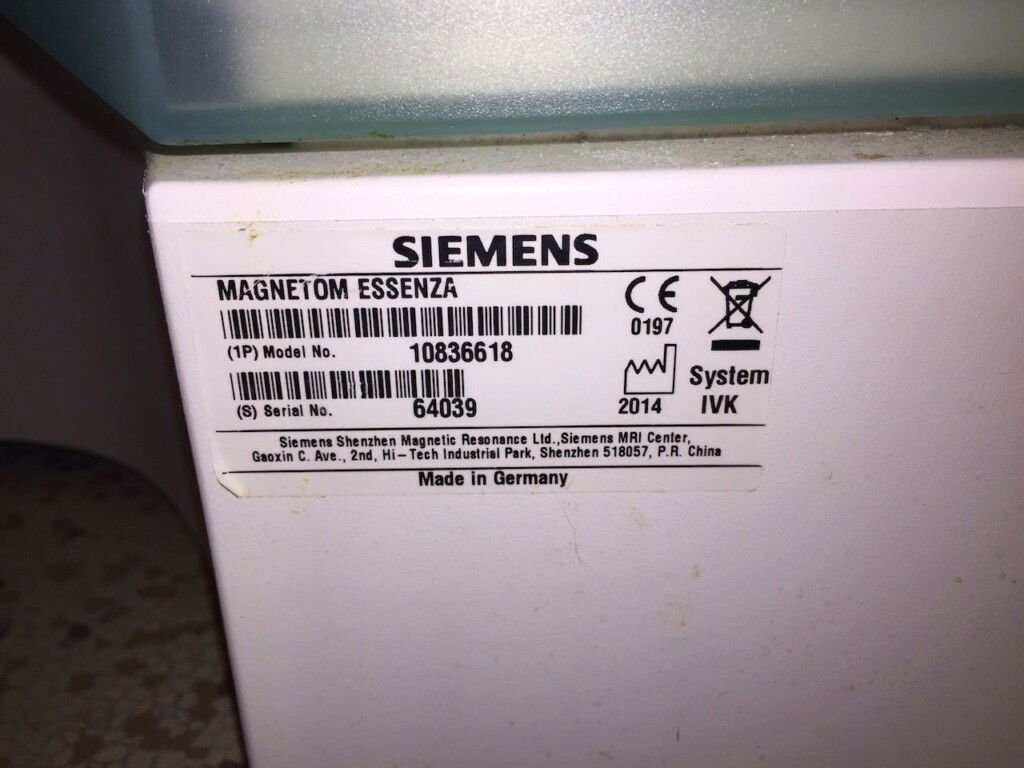 SIEMENS
MAGNETOM ESSENZA
(1P) Model No. 10836618
(S) Serial No. 64039
CE
0197
2014
System
IVK
Siemens Shenzhen Magnetic Resonance Ltd.,Siemens MRI Center,
Gaoxin C. Ave., 2nd, Hi-Tech Industrial Park, Shenzhen 518057, P.R. China
Made in Germany